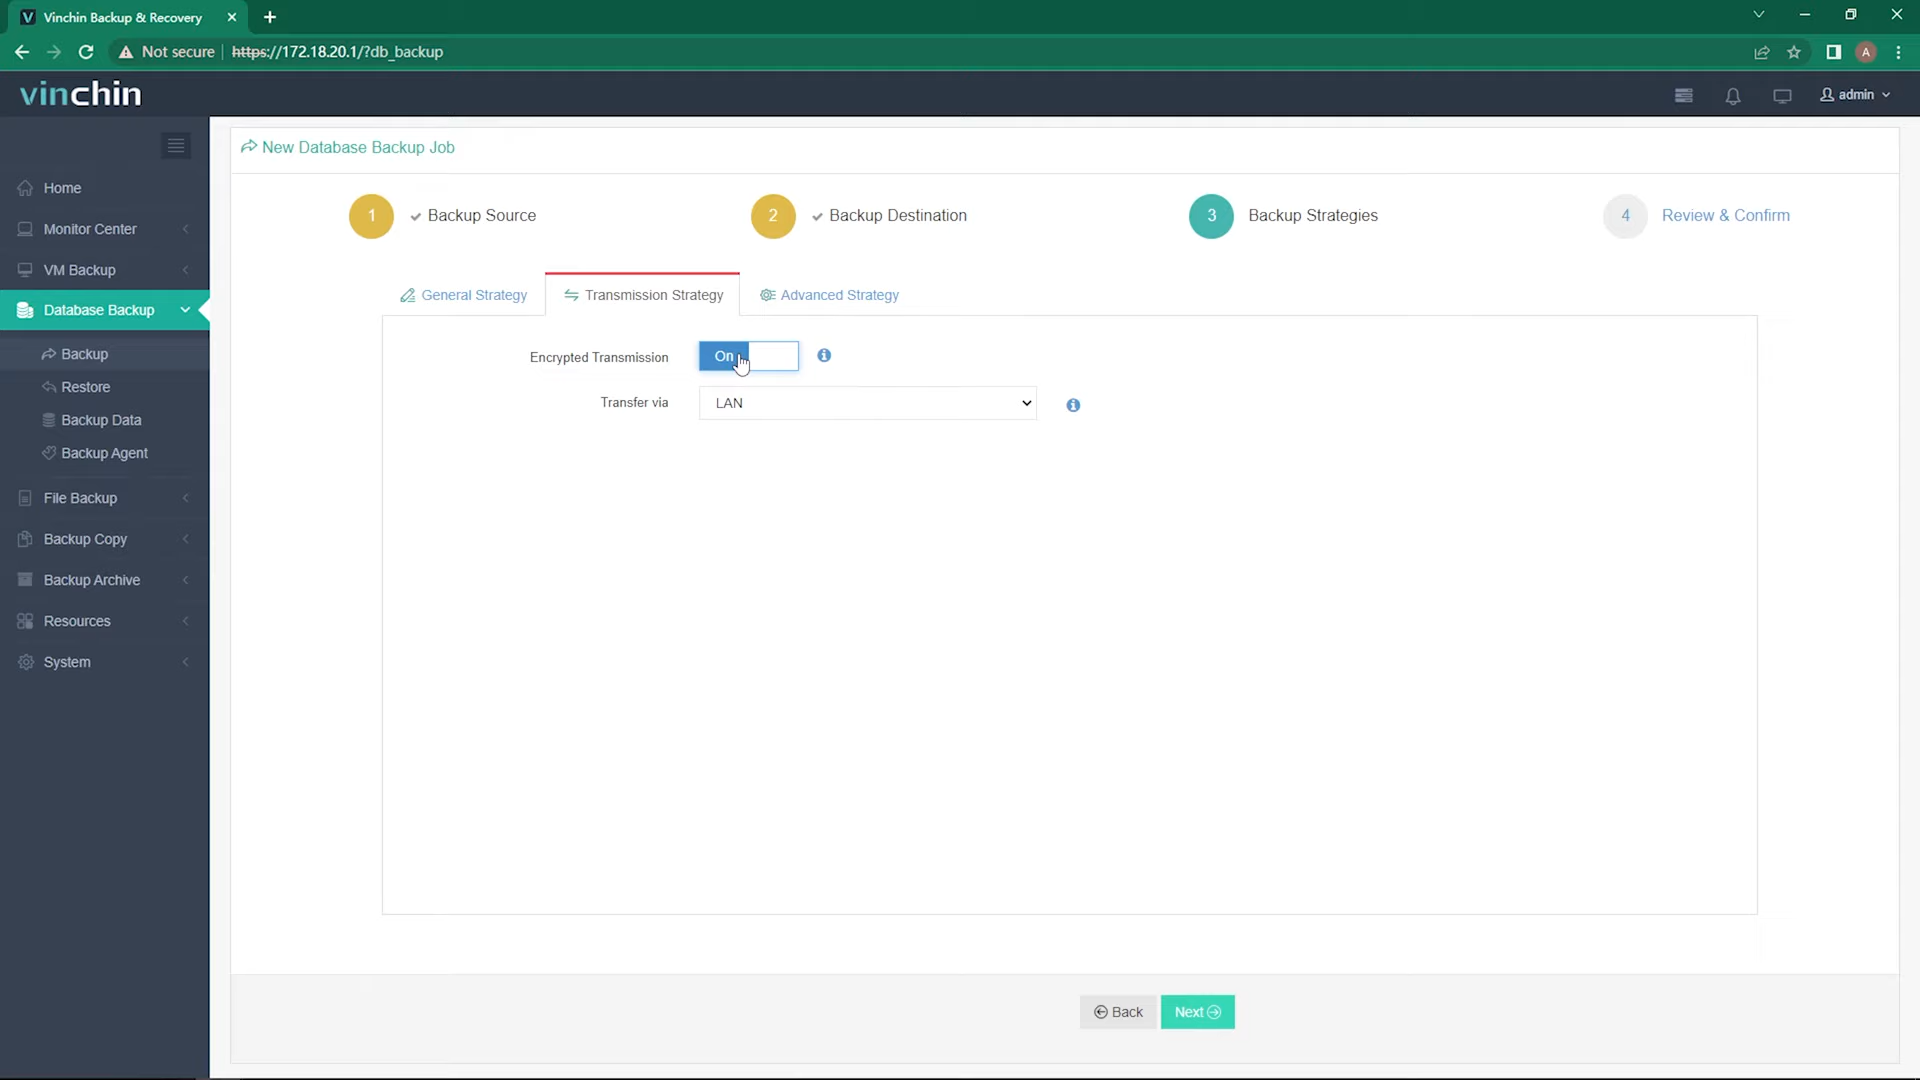 V Vinchin Backup & Recovery
Not secure https://172.18.20.1/?db_backup
A
vinchin
admin
New Database Backup Job
Home
Monitor Center
VM Backup
Database Backup
Backup
Restore
Backup Data
Backup Agent
File Backup
Backup Copy
Backup Archive
Resources
System
1 Backup Source
2 Backup Destination
3 Backup Strategies
4 Review & Confirm
General Strategy
Transmission Strategy
Advanced Strategy
Encrypted Transmission On
Transfer via LAN
Back
Next